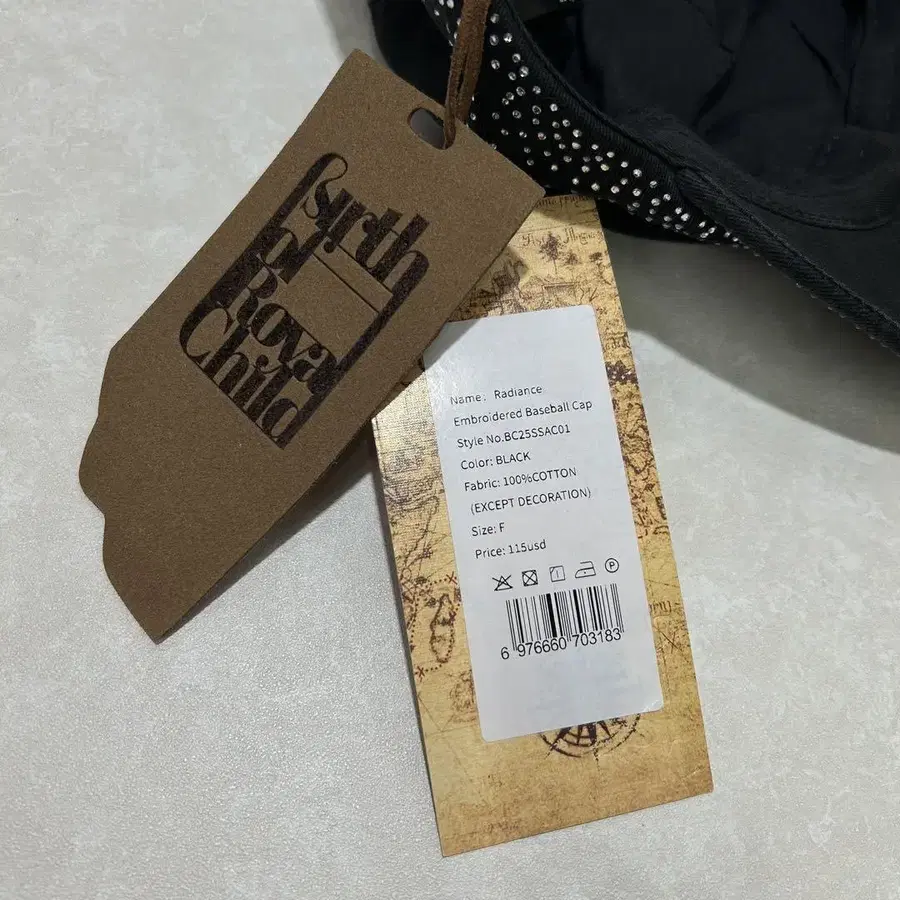 Byrth
of
Royal
Child
Name: Radiance
Embroidered Baseball Cap
Style No.BC25SSAC01
Color: BLACK
Fabric: 100%COTTON
(EXCEPT DECORATION)
Size: F
Price: 115usd
P
6 976660 703183